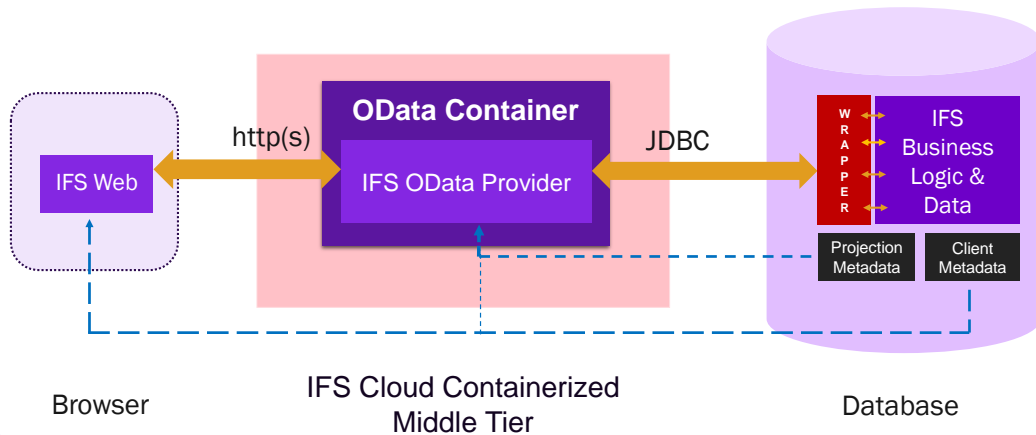 OData Container
http(s)
IFS Web
IFS OData Provider
JDBC
WRAPPER
IFS
Business
Logic &
Data
Projection
Metadata
Client
Metadata
Browser
IFS Cloud Containerized
Middle Tier
Database